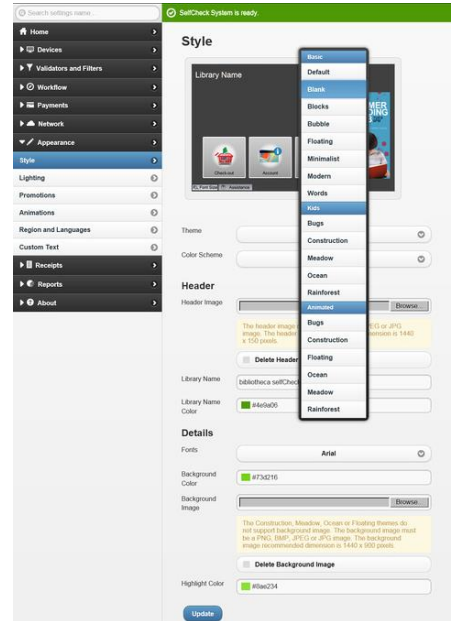 Search settings name...
SelfCheck System is ready.
Home
Devices
Validators and Filters
Workflow
Payments
Network
Appearance
Style
Lighting
Promotions
Animations
Region and Languages
Custom Text
Receipts
Reports
About
Style
Library Name
Checkout
Account
Font Size
Assistance
Basic
Default
Blank
Blocks
Bubble
Floating
Minimalist
Modern
Words
Kids
Bugs
Construction
Meadow
Ocean
Rainforest
Animated
Bugs
Construction
Floating
Ocean
Meadow
Rainforest
Theme
Color Scheme
Header
Header Image
Browse...
The header image
EG or JPG
image. The header
ension is 1440
x 150 pixels.
Delete Header
Library Name
bibliotheca selfChec
Library Name
Color
#4e9a06
Details
Fonts
Arial
Background
Color
#73d216
Background
Image
Browse...
The Construction, Meadow, Ocean or Floating themes do
not support background image. The background image must
be a PNG, BMP, JPEG or JPG image. The background
image recommended dimension is 1440 x 900 pixels.
Delete Background Image
Highlight Color
#8ae234
Update